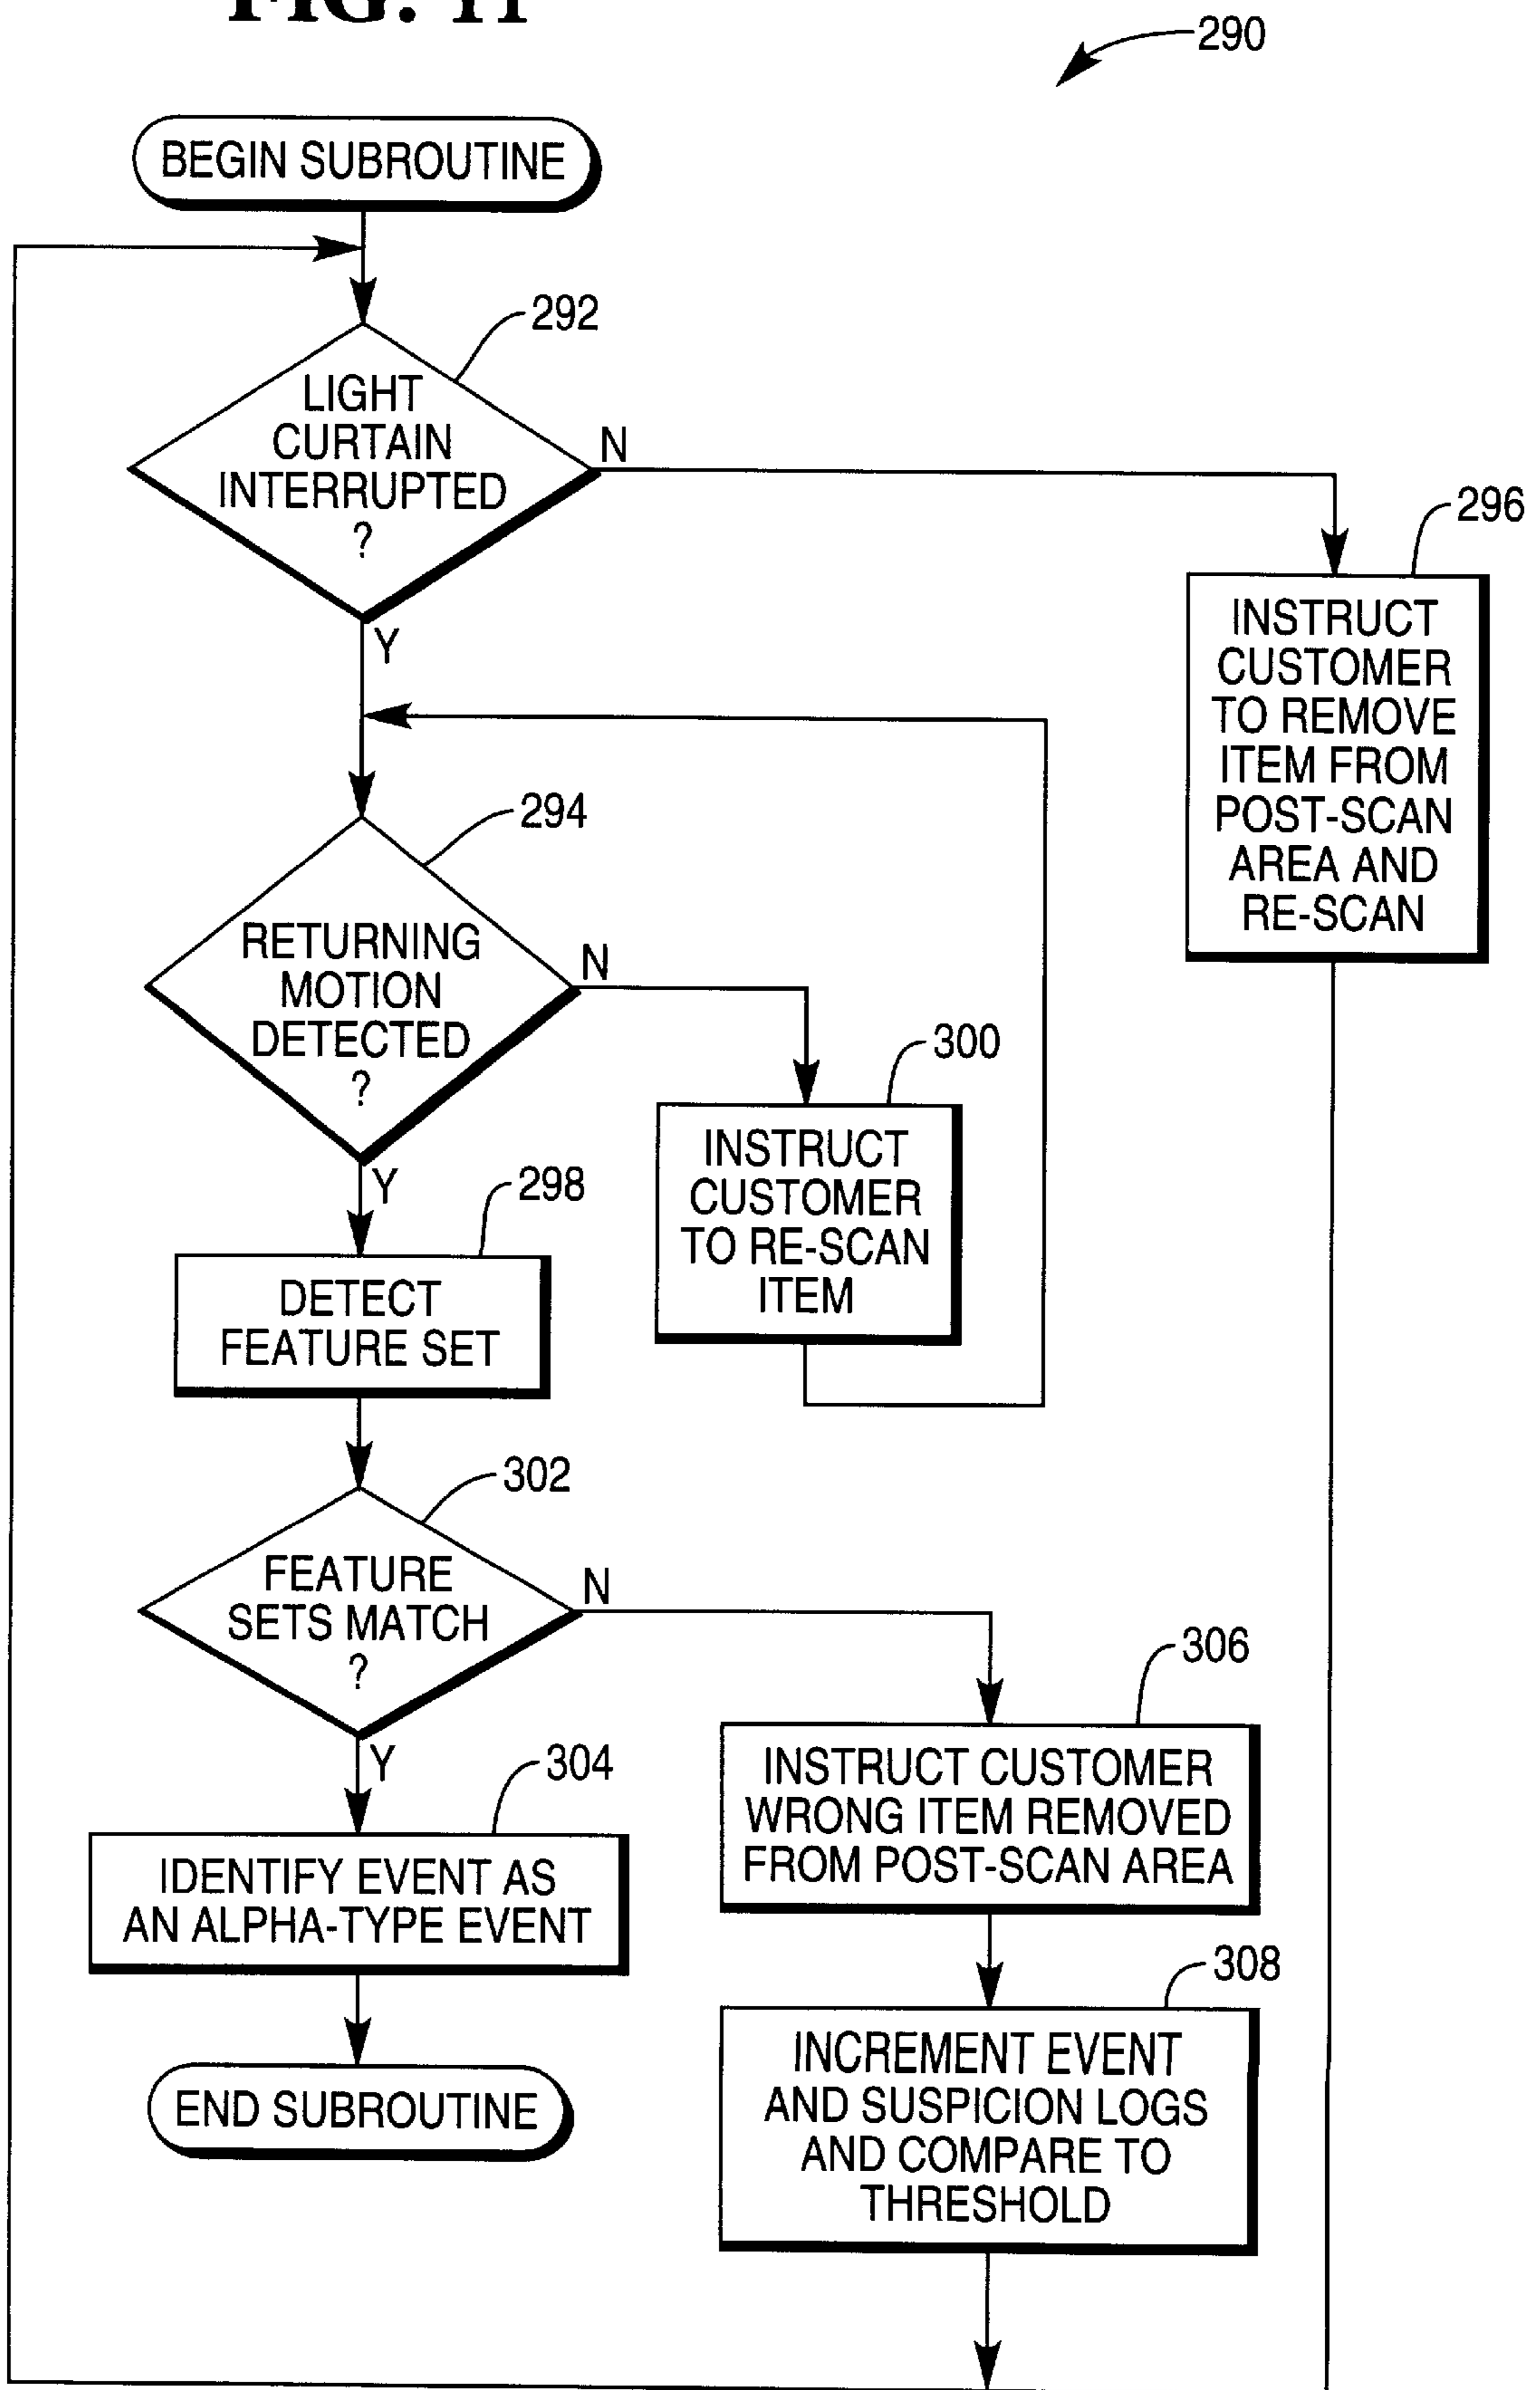 FIG. 11
290
BEGIN SUBROUTINE
292
LIGHT
CURTAIN
INTERRUPTED
?
N
Y
296
INSTRUCT
CUSTOMER
TO REMOVE
ITEM FROM
POST-SCAN
AREA AND
RE-SCAN
294
RETURNING
MOTION
DETECTED
?
N
Y
300
INSTRUCT
CUSTOMER
TO RE-SCAN
ITEM
298
DETECT
FEATURE SET
302
FEATURE
SETS MATCH
?
N
Y
306
INSTRUCT CUSTOMER
WRONG ITEM REMOVED
FROM POST-SCAN AREA
304
IDENTIFY EVENT AS
AN ALPHA-TYPE EVENT
308
INCREMENT EVENT
AND SUSPICION LOGS
AND COMPARE TO
THRESHOLD
END SUBROUTINE